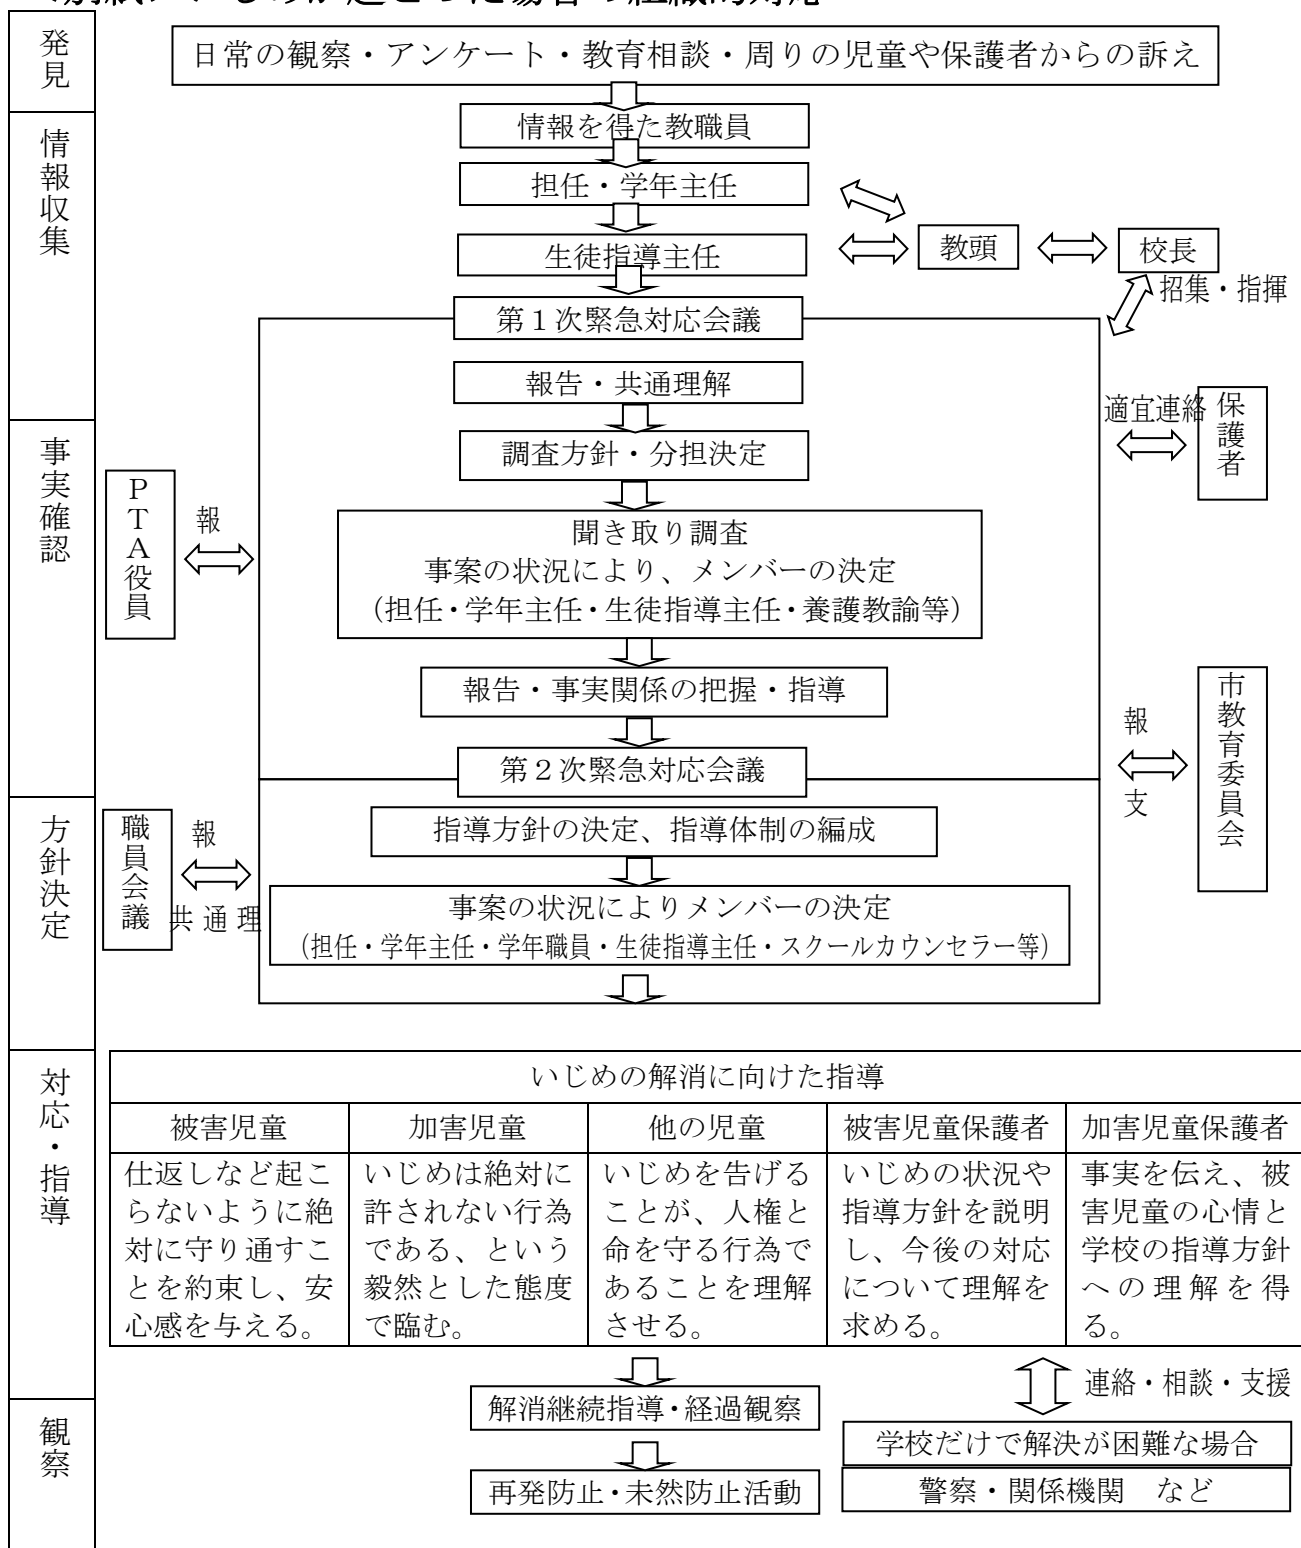 発見
日常の観察・アンケート・教育相談・周りの児童や保護者からの訴え
情報収集
情報を得た教職員
担任・学年主任
生徒指導主任
教頭
校長
招集・指揮
第１次緊急対応会議
報告・共通理解
適宜連絡
保護者
事実確認
調査方針・分担決定
ＰＴＡ役員
報
聞き取り調査
事案の状況により、メンバーの決定
（担任・学年主任・生徒指導主任・養護教諭等）
報告・事実関係の把握・指導
市教育委員会
報
支
第２次緊急対応会議
方針決定
職員会議
報
共通理
指導方針の決定、指導体制の編成
事案の状況によりメンバーの決定
（担任・学年主任・学年職員・生徒指導主任・スクールカウンセラー等）
対応・指導
いじめの解消に向けた指導
被害児童
加害児童
他の児童
被害児童保護者
加害児童保護者
仕返しなど起こ
らないように絶
対に守り通すこ
とを約束し、安
心感を与える。
いじめは絶対に
許されない行為
である、という
毅然とした態度
で臨む。
いじめを告げる
ことが、人権と
命を守る行為で
あることを理解
させる。
いじめの状況や
指導方針を説明
し、今後の対応
について理解を
求める。
事実を伝え、被
害児童の心情と
学校の指導方針
への理解を得
る。
連絡・相談・支援
観察
解消継続指導・経過観察
学校だけで解決が困難な場合
再発防止・未然防止活動
警察・関係機関　など